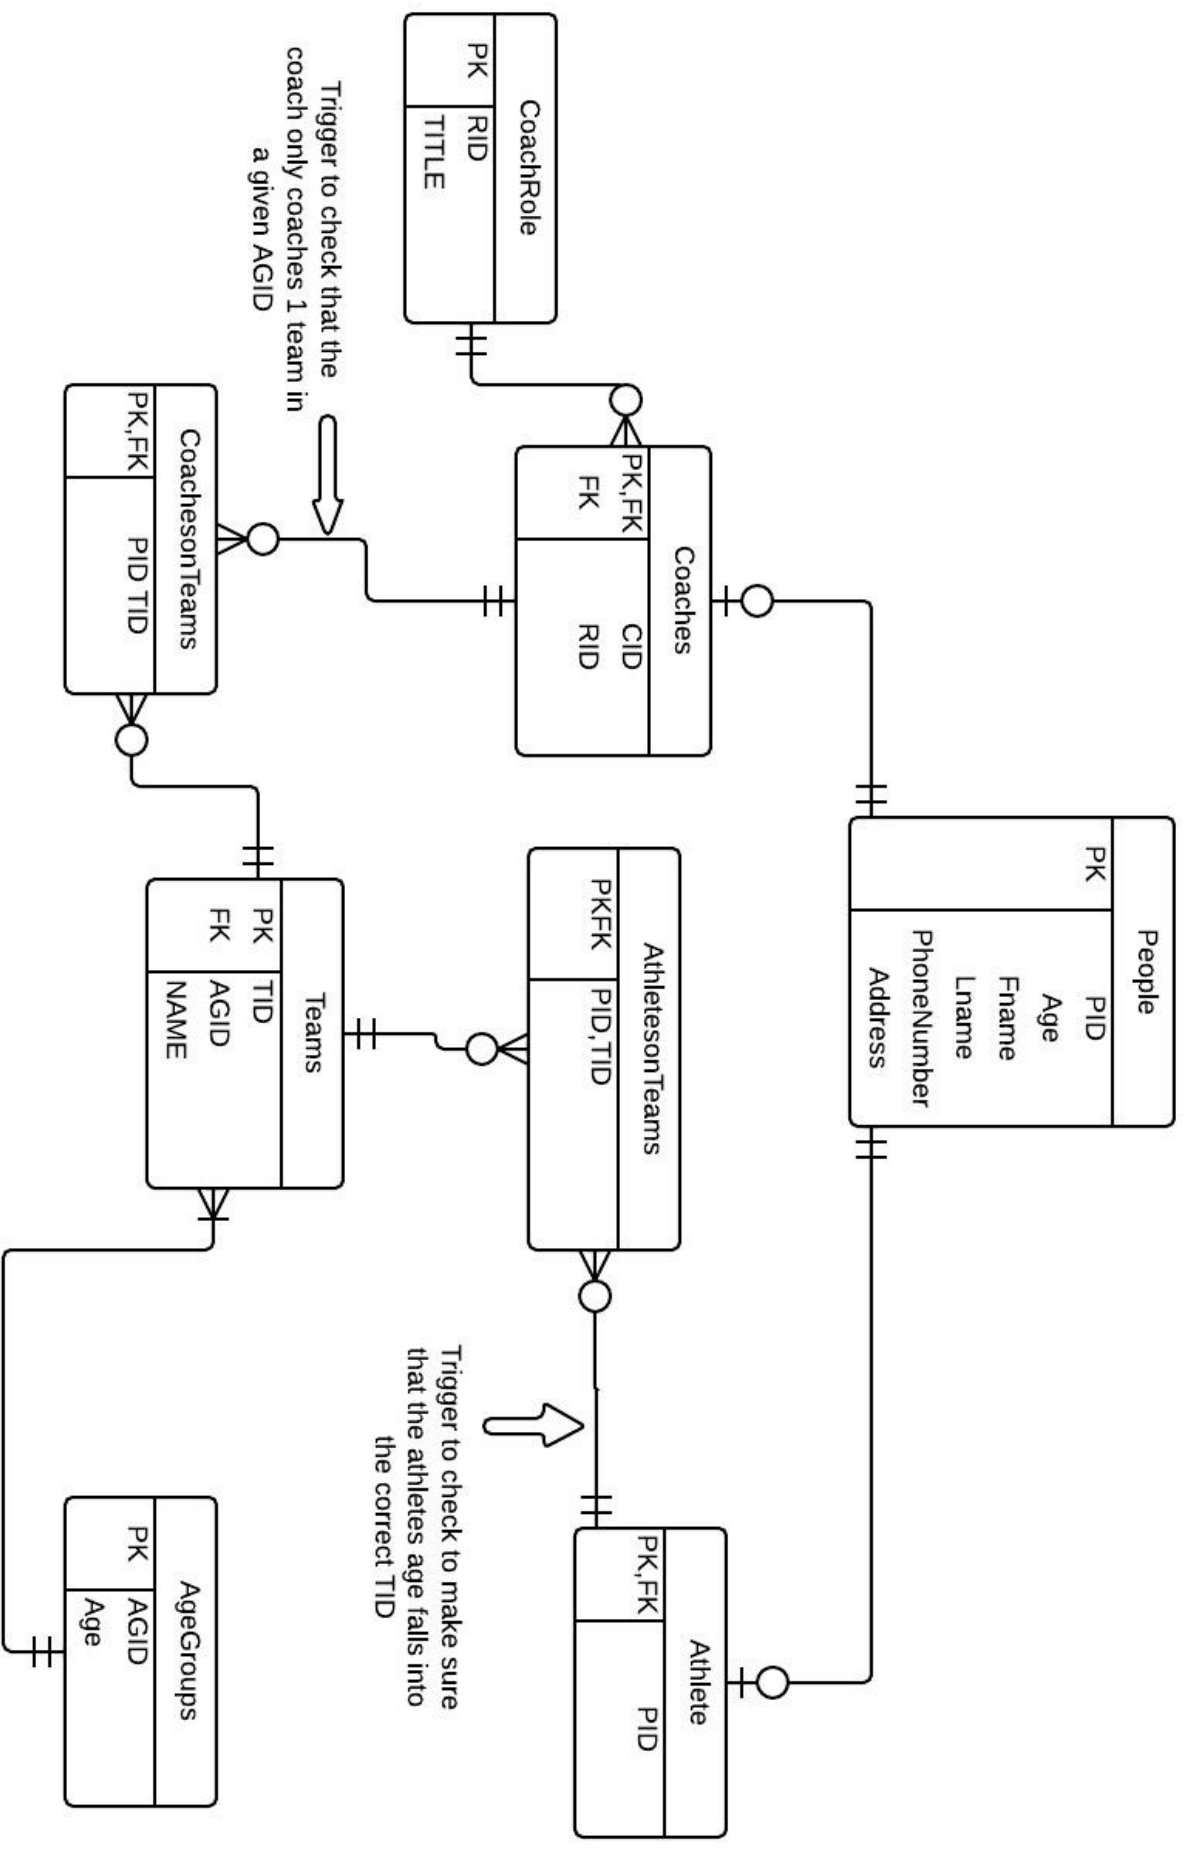 People
PK PID
Age
Fname
Lname
PhoneNumber
Address
Coaches
PK,FK CID
FK RID
CoachRole
PK RID
TITLE
AthletesonTeams
PKFK PID,TID
Athlete
PK,FK PID
Trigger to check that the
coach only coaches 1 team in
a given AGID
Trigger to check to make sure
that the athletes age falls into
the correct TID
CoachesonTeams
PK,FK PID TID
Teams
PK TID
FK AGID
NAME
AgeGroups
PK AGID
Age